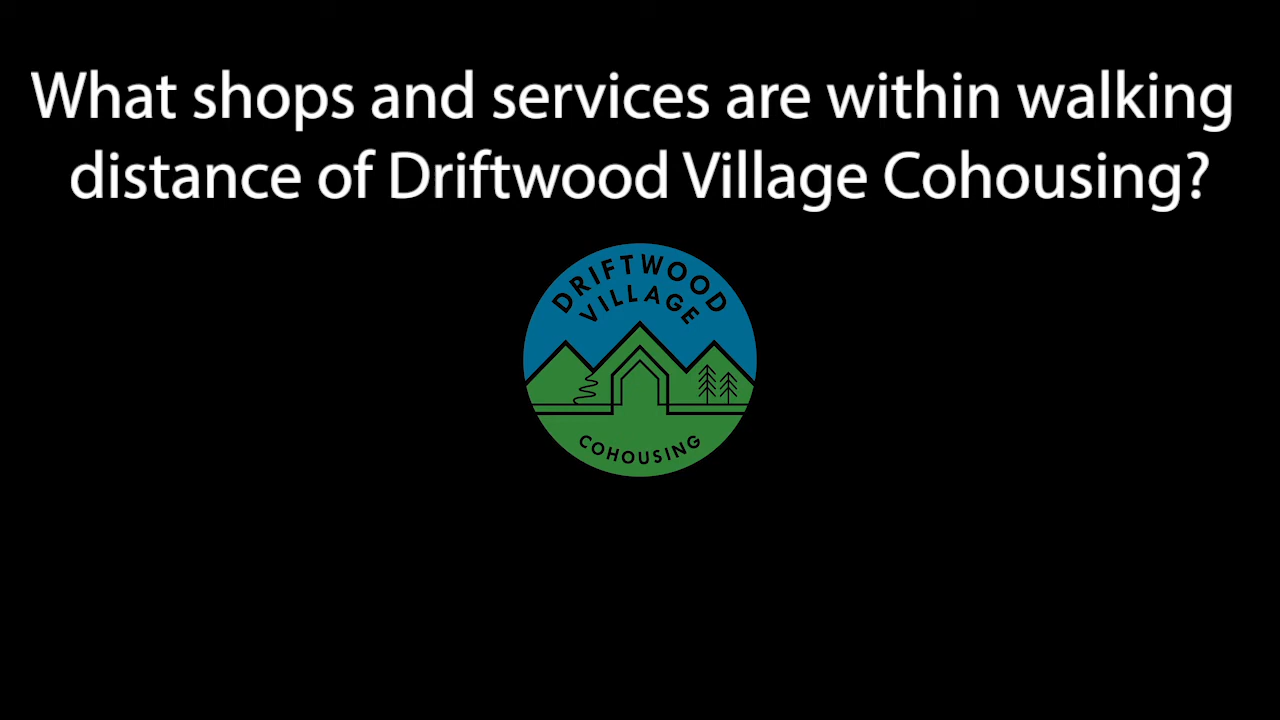 What shops and services are within walking
distance of Driftwood Village Cohousing?
DRIFTWOOD
VILLAGE
COHOUSING